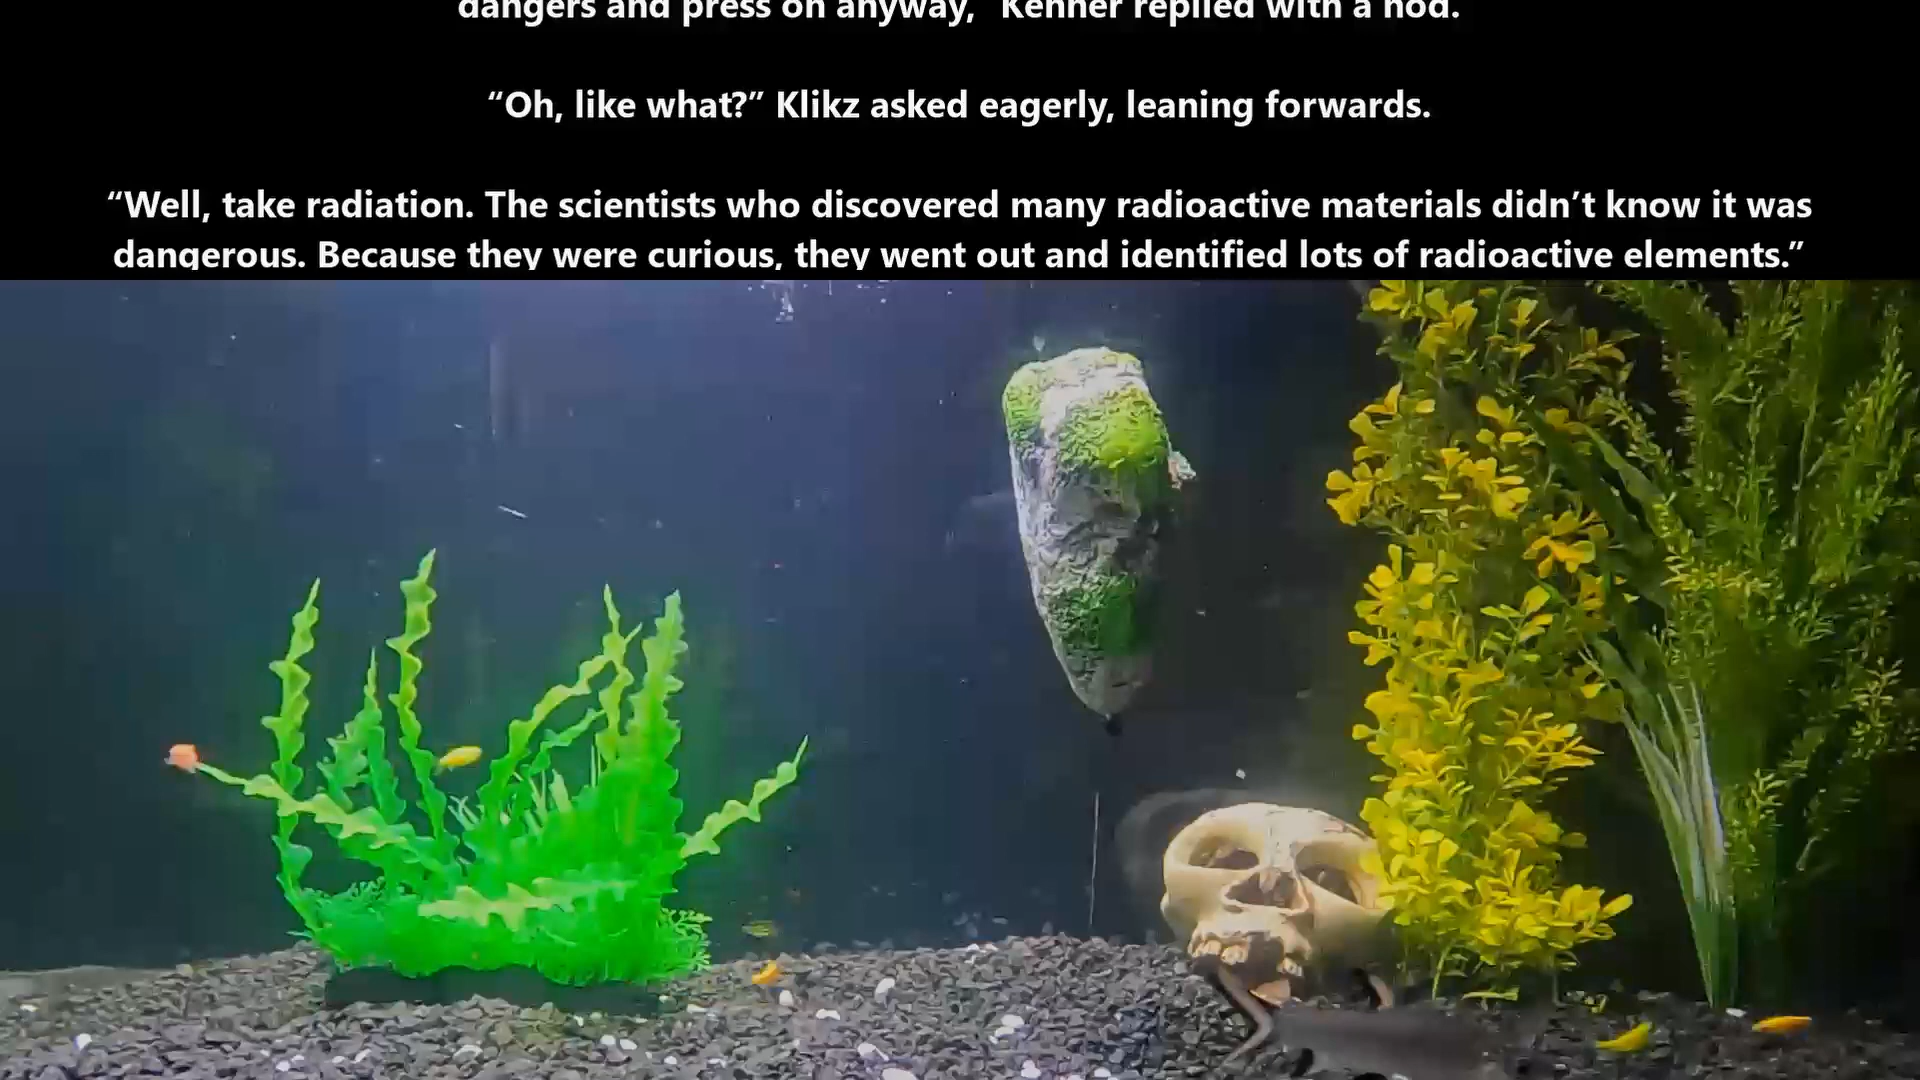 dangers and press on anyway,” Kenner replied with a nod.
“Oh, like what?” Klikz asked eagerly, leaning forwards.
“Well, take radiation. The scientists who discovered many radioactive materials didn’t know it was
dangerous. Because they were curious, they went out and identified lots of radioactive elements.”